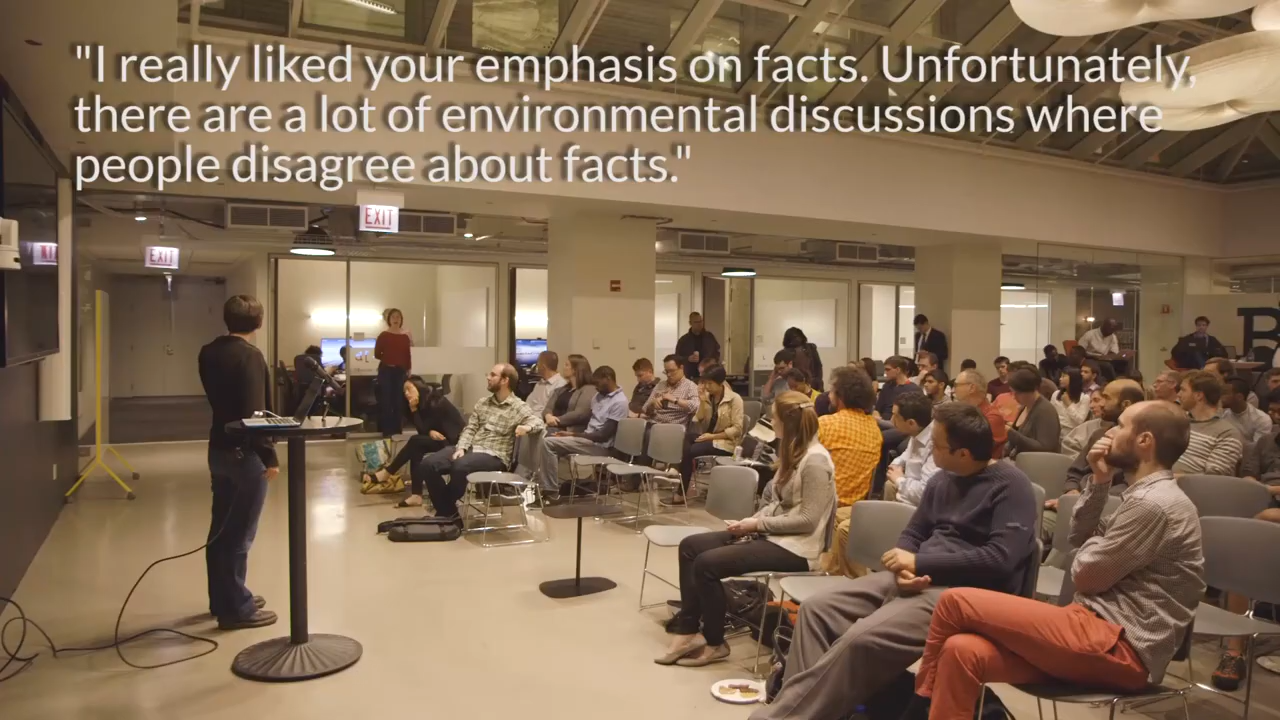 "I really liked your emphasis on facts. Unfortunately,
there are a lot of environmental discussions where
people disagree about facts."
EXIT
EXIT